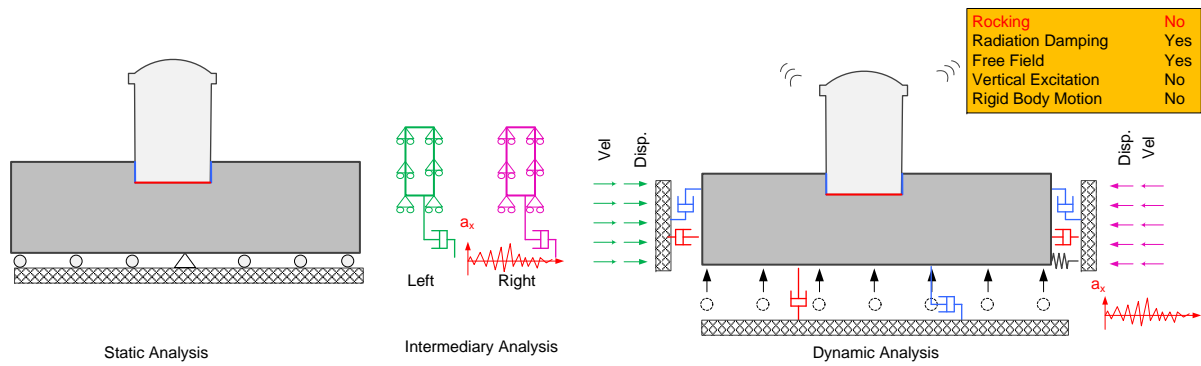 Rocking No
Radiation Damping Yes
Free Field Yes
Vertical Excitation No
Rigid Body Motion No
Vel
Disp.
Disp.
Vel
aₓ
Left
Right
aₓ
Static Analysis
Intermediary Analysis
Dynamic Analysis